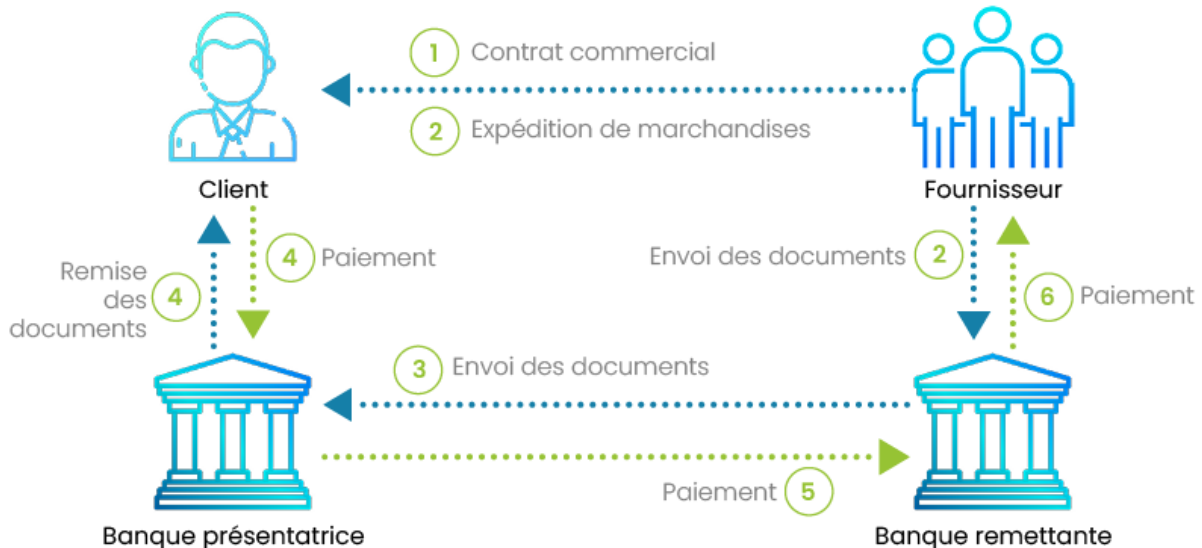 1 Contrat commercial
2 Expédition de marchandises
Client
Fournisseur
4 Paiement
Envoi des documents 2
Remise
des
documents
4
6 Paiement
3 Envoi des documents
Paiement 5
Banque présentatrice
Banque remettante